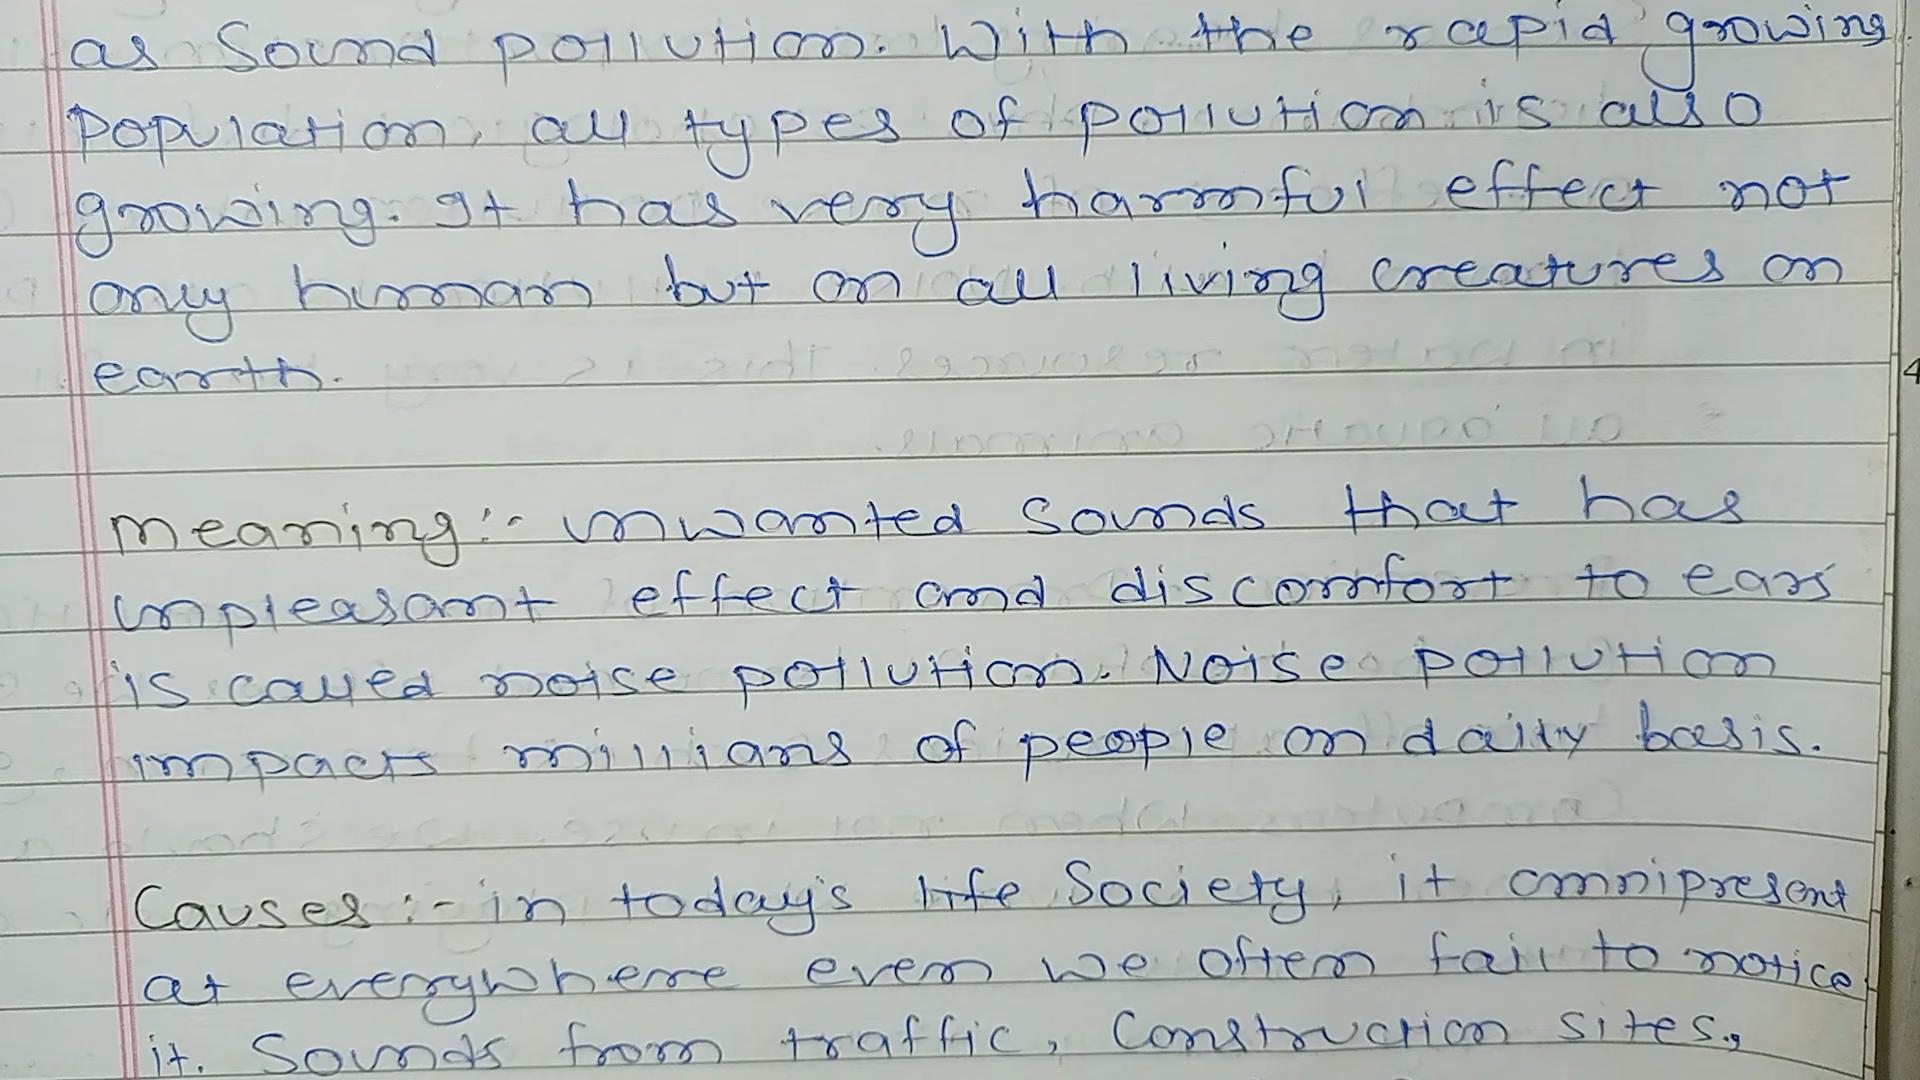 as Sound pollution. With the rapid growing
population, all types of pollution is also
growing. It has very harmful effect not
only human but on all living creatures on
earth.
Meaning:- unwanted sounds that has
unpleasant effect and discomfort to ears
is called noise pollution. Noise pollution
impacts millians of people on daily basis.
Causes:- in today's life Society, it omnipresent
at everywhere even we often fail to notice
it. Sounds from traffic, Construction sites.,
4